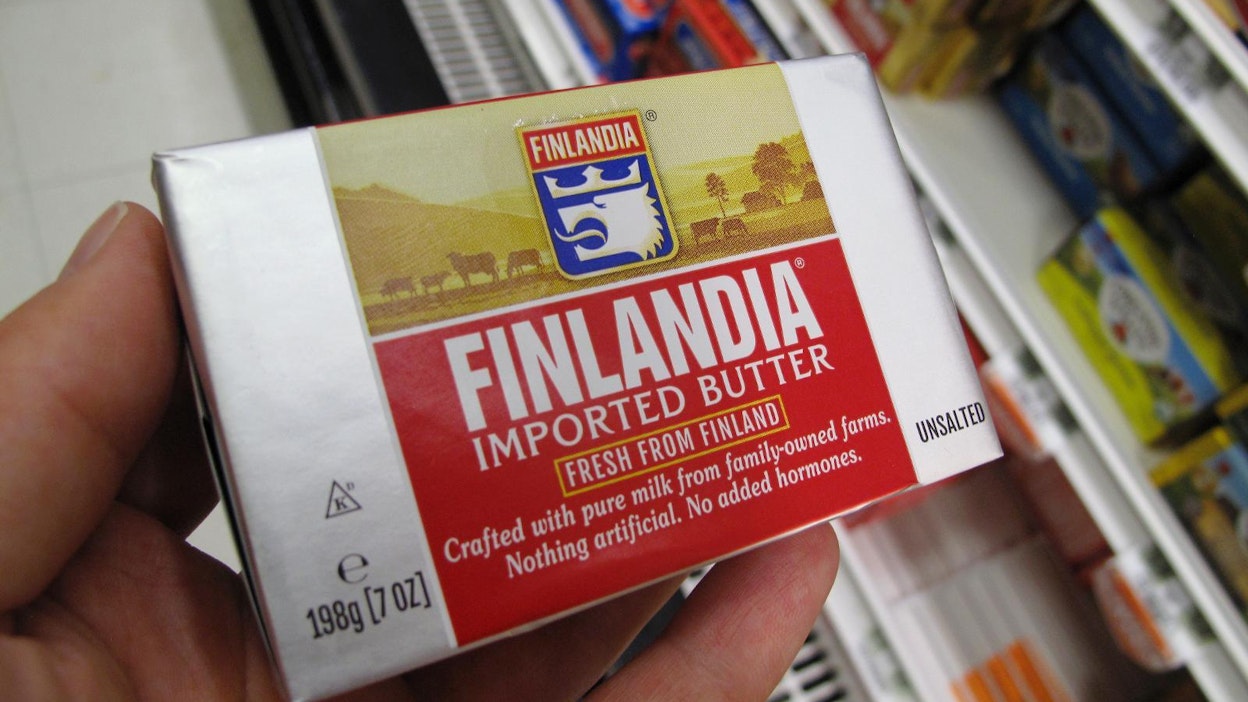 FINLANDIA
®
FINLANDIA®
IMPORTED BUTTER
FRESH FROM FINLAND
Crafted with pure milk from family-owned farms.
Nothing artificial. No added hormones.
UNSALTED
K D
℮
198g [7 OZ]